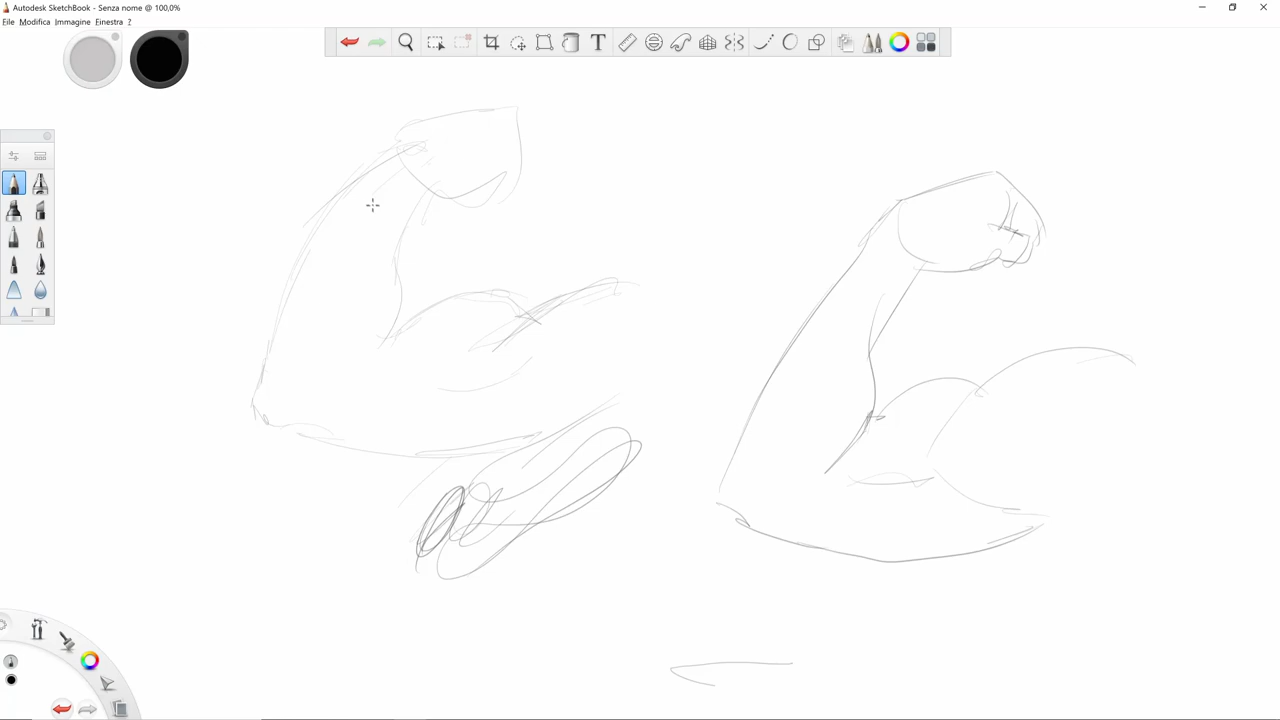 Autodesk SketchBook - Senza nome @ 100,0%
File Modifica Immagine Finestra ?